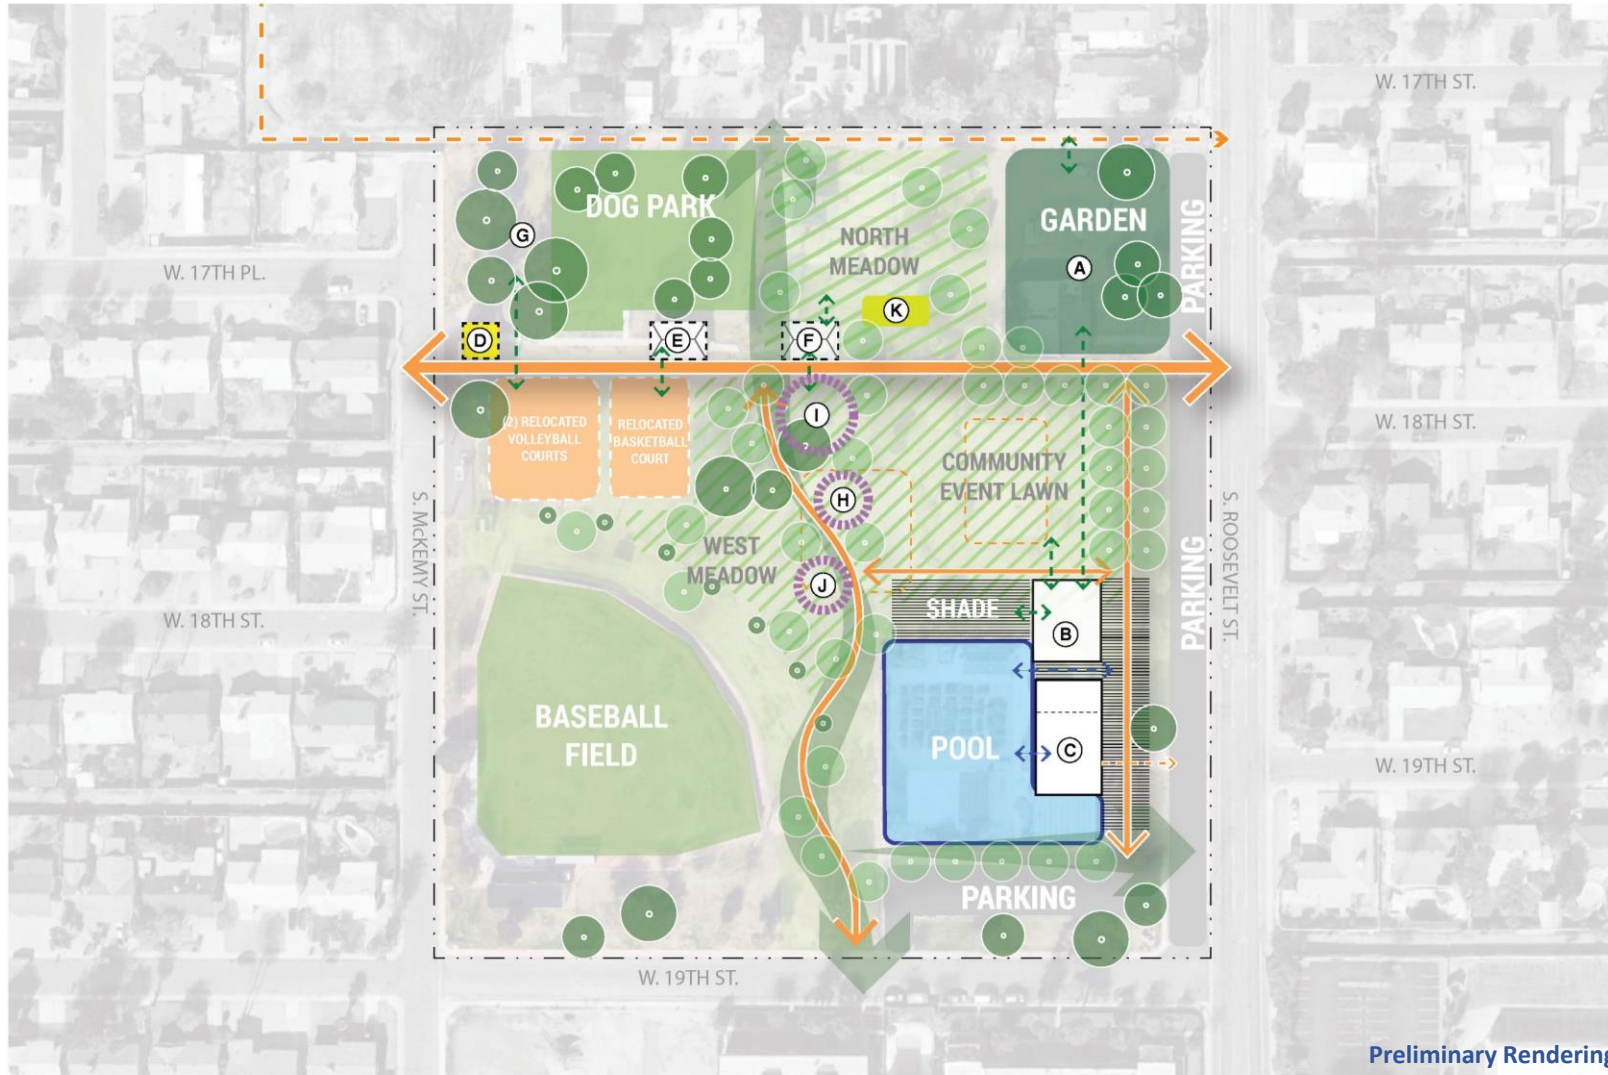 W. 17TH ST.
DOG PARK
GARDEN
PARKING
G
NORTH
MEADOW
A
W. 17TH PL.
W. 18TH PL.
K
D
E
F
(2) RELOCATED
VOLLEYBALL
COURTS
RELOCATED
BASKETBALL
COURT
I
W. 18TH ST.
COMMUNITY
EVENT LAWN
H
S. McKEMY ST.
S. ROOSEVELT ST.
WEST
MEADOW
J
PARKING
SHADE
B
W. 18TH ST.
BASEBALL
FIELD
POOL
C
W. 19TH ST.
PARKING
W. 19TH ST.
Preliminary Rendering